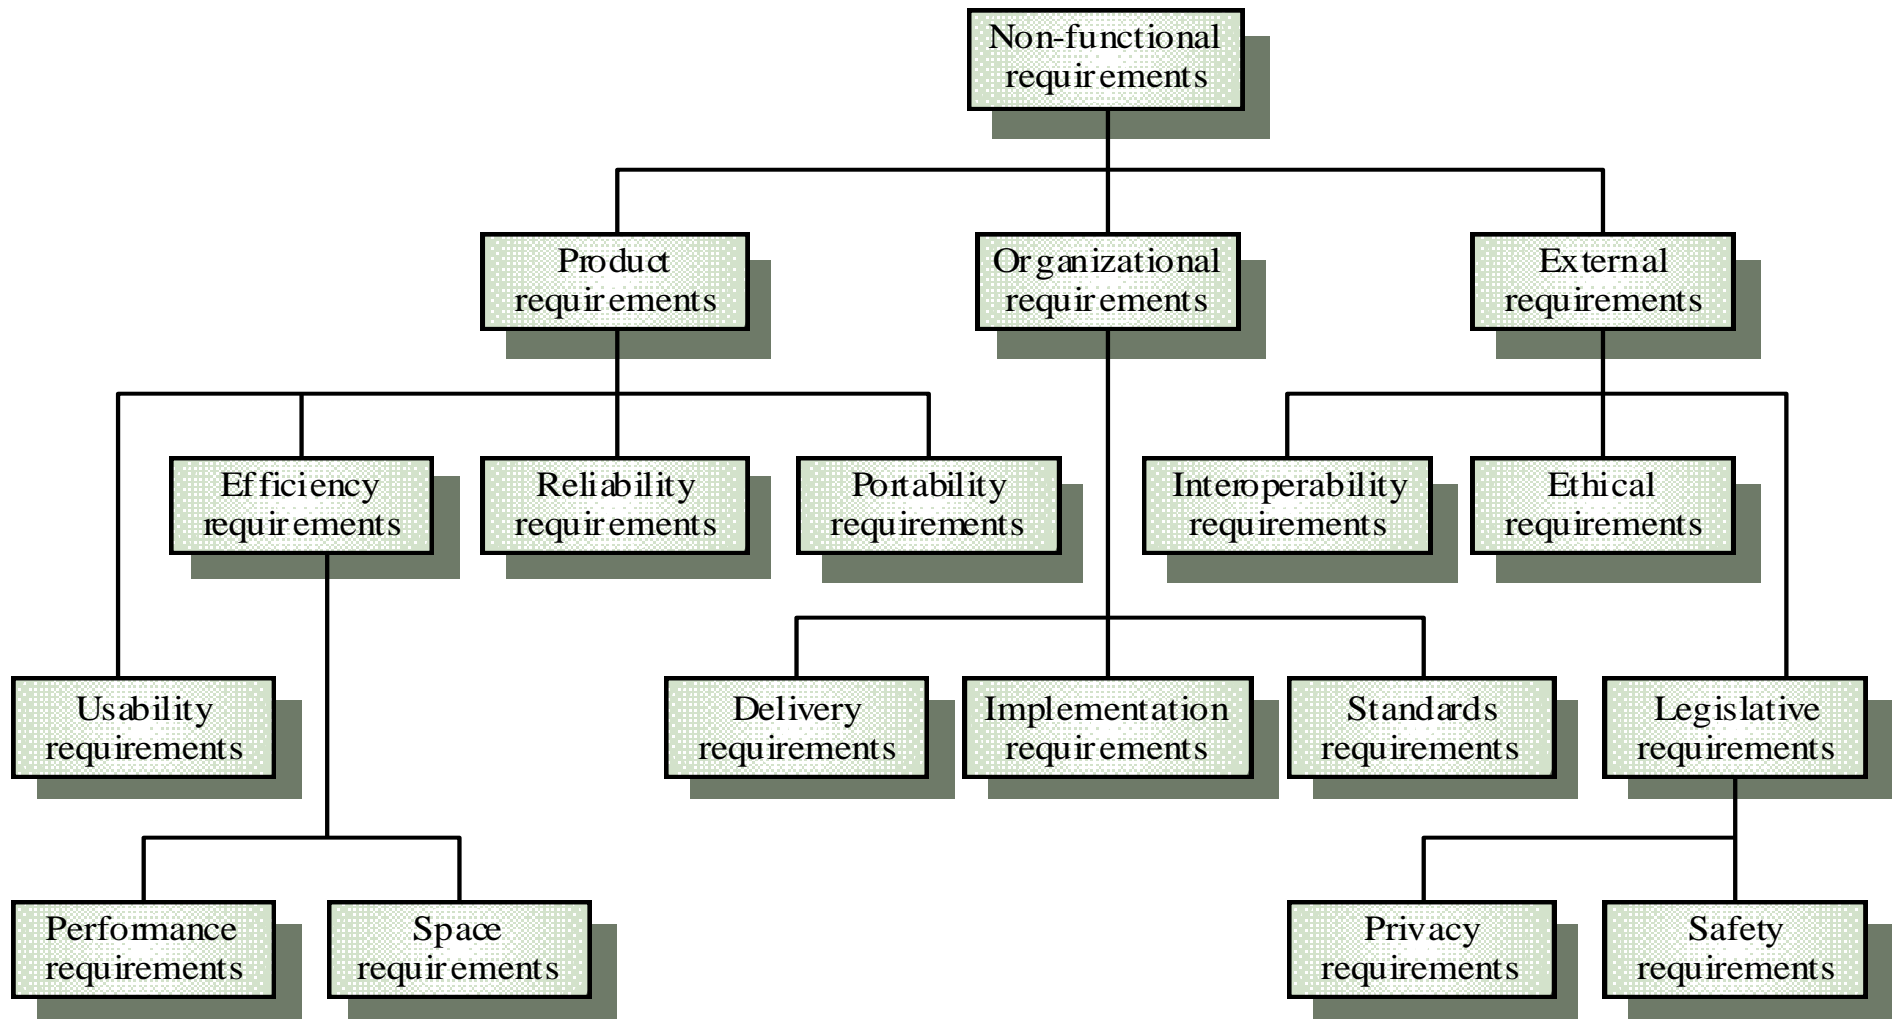 Non-functional
requirements
Product
requirements
Organizational
requirements
External
requirements
Efficiency
requirements
Reliability
requirements
Portability
requirements
Interoperability
requirements
Ethical
requirements
Usability
requirements
Delivery
requirements
Implementation
requirements
Standards
requirements
Legislative
requirements
Performance
requirements
Space
requirements
Privacy
requirements
Safety
requirements